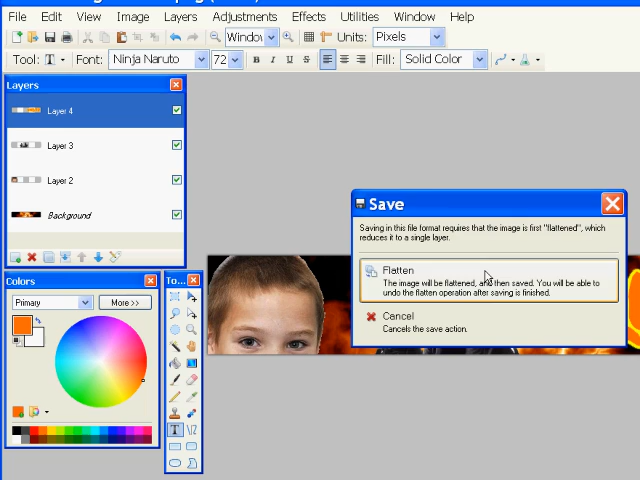 File Edit View Image Layers Adjustments Effects Utilities Window Help
Window Units: Pixels
Tool: T Font: Ninja Naruto 72 B I U S Fill: Solid Color
Layers
Layer 4
Layer 3
Layer 2
Background
Save
Saving in this file format requires that the image is first "flattened", which
reduces it to a single layer.
Flatten
The image will be flattened, and then saved. You will be able to
undo the flatten operation after saving is finished.
Cancel
Cancels the save action.
Colors
To...
Primary More >>